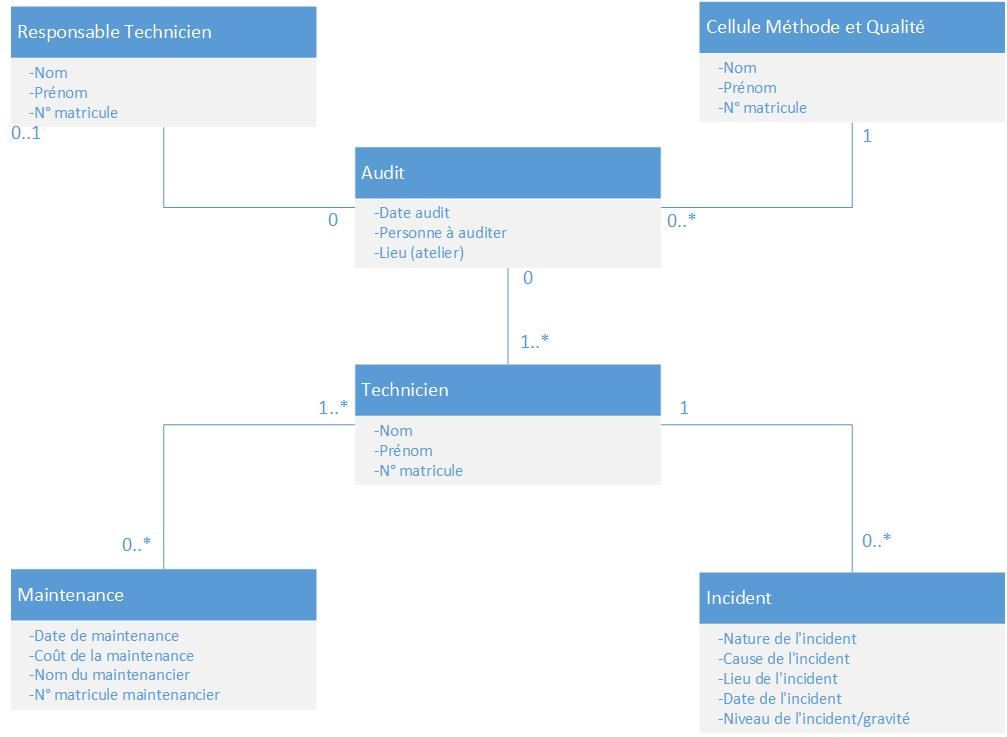 Responsable Technicien
-Nom
-Prénom
-N° matricule
0..1
Cellule Méthode et Qualité
-Nom
-Prénom
-N° matricule
1
Audit
-Date audit
-Personne à auditer
-Lieu (atelier)
0
0..*
0
1..*
Technicien
-Nom
-Prénom
-N° matricule
1..*
1
0..*
0..*
Maintenance
-Date de maintenance
-Coût de la maintenance
-Nom du maintenancier
-N° matricule maintenancier
Incident
-Nature de l'incident
-Cause de l'incident
-Lieu de l'incident
-Date de l'incident
-Niveau de l'incident/gravité